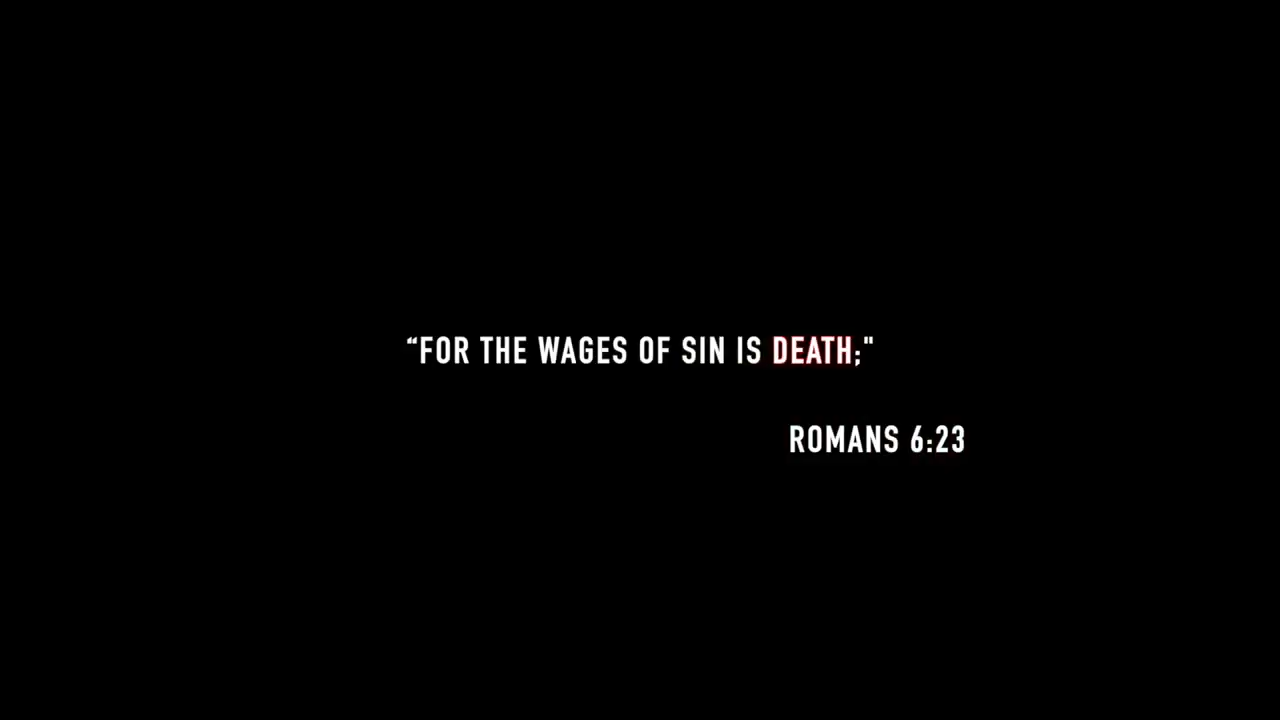 “FOR THE WAGES OF SIN IS DEATH;"
ROMANS 6:23